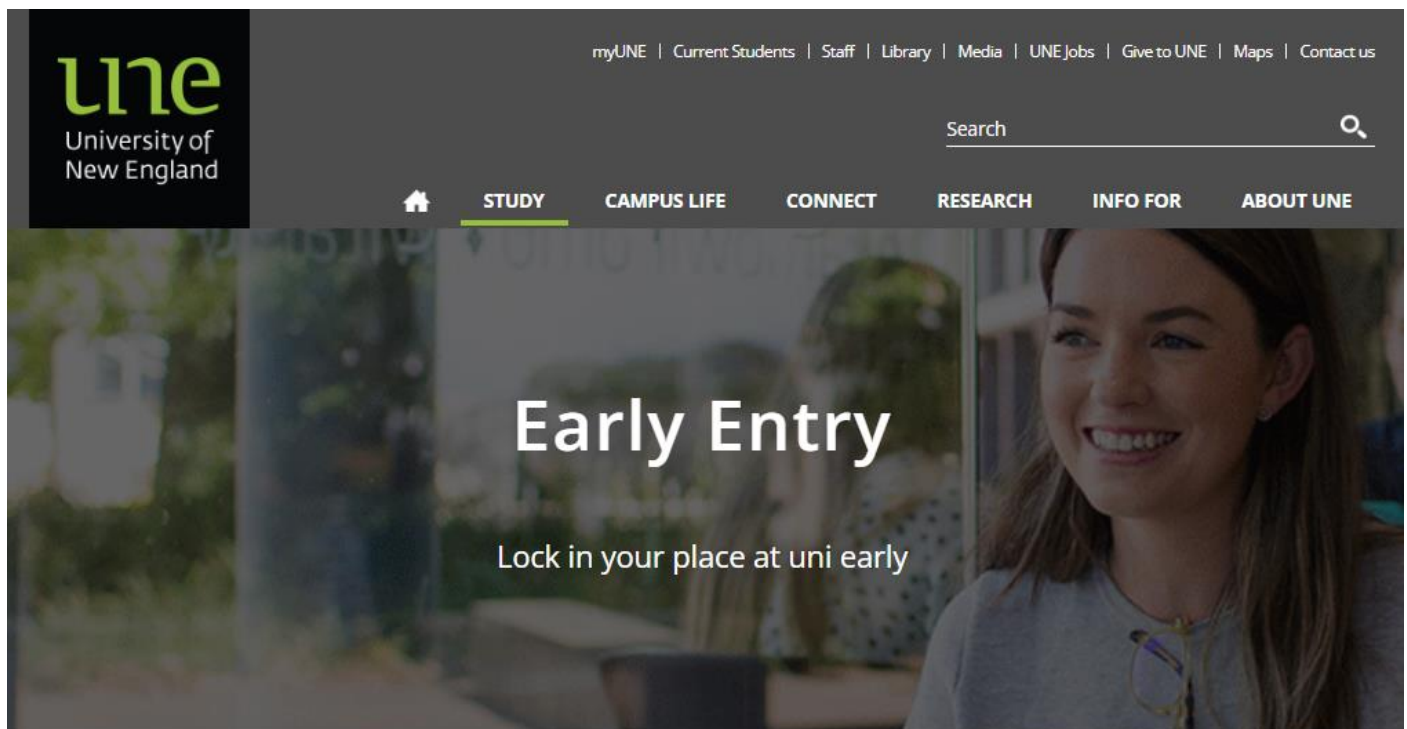 une
University of
New England
myUNE | Current Students | Staff | Library | Media | UNE Jobs | Give to UNE | Maps | Contact us
Search
STUDY CAMPUS LIFE CONNECT RESEARCH INFO FOR ABOUT UNE
Early Entry
Lock in your place at uni early